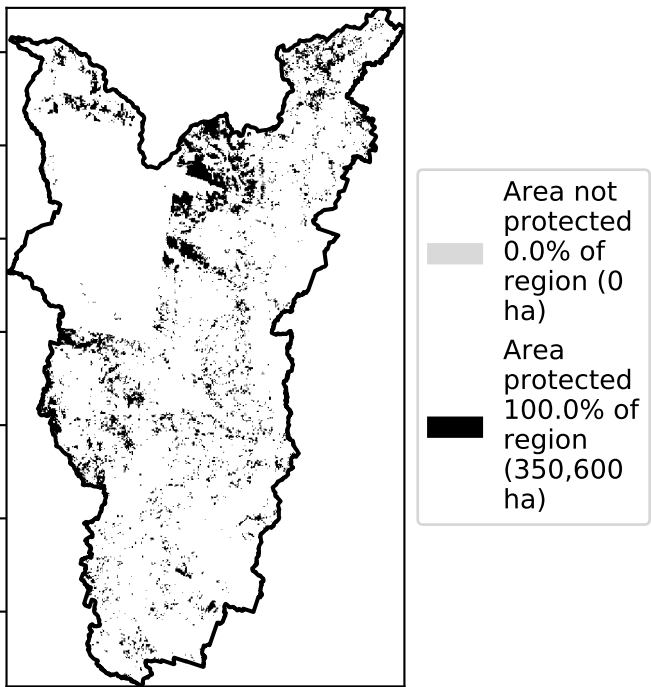 Area not
protected
0.0% of
region (0
ha)
Area
protected
100.0% of
region
(350,600
ha)